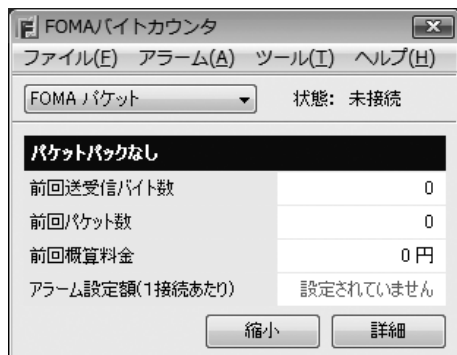 FOMAバイトカウンタ
ファイル(F) アラーム(A) ツール(T) ヘルプ(H)
FOMA パケット 状態: 未接続
パケットパックなし
前回送受信バイト数 0
前回パケット数 0
前回概算料金 0 円
アラーム設定額(1接続あたり) 設定されていません
縮小 詳細